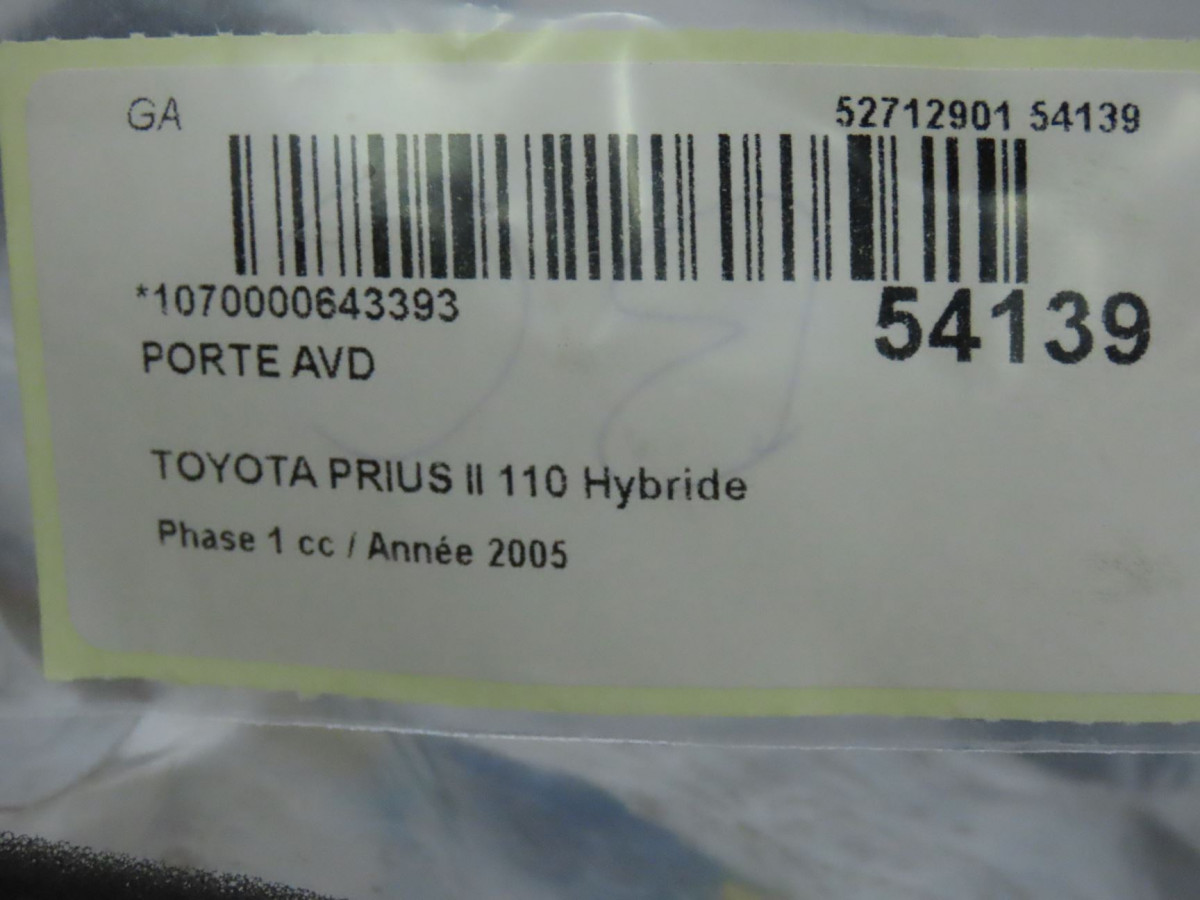 GA
52712901 54139
*1070000643393
54139
PORTE AVD
TOYOTA PRIUS II 110 Hybride
Phase 1 cc / Année 2005